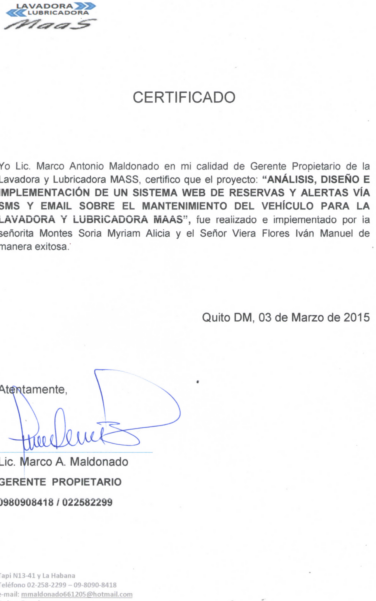 LAVADORA
LUBRICADORA
MaaS
CERTIFICADO
Yo Lic. Marco Antonio Maldonado en mi calidad de Gerente Propietario de la
Lavadora y Lubricadora MASS, certifico que el proyecto: “ANÁLISIS, DISEÑO E
IMPLEMENTACIÓN DE UN SISTEMA WEB DE RESERVAS Y ALERTAS VÍA
SMS Y EMAIL SOBRE EL MANTENIMIENTO DEL VEHÍCULO PARA LA
LAVADORA Y LUBRICADORA MAAS”, fue realizado e implementado por la
señorita Montes Soria Myriam Alicia y el Señor Viera Flores Iván Manuel de
manera exitosa.
Quito DM, 03 de Marzo de 2015
Atentamente,
Lic. Marco A. Maldonado
GERENTE PROPIETARIO
0980908418 / 022582299
N13-41 y La Habana
Teléfono 02-258-2299 – 09-8090-8418
e-mail: mmaldonado661205@hotmail.com